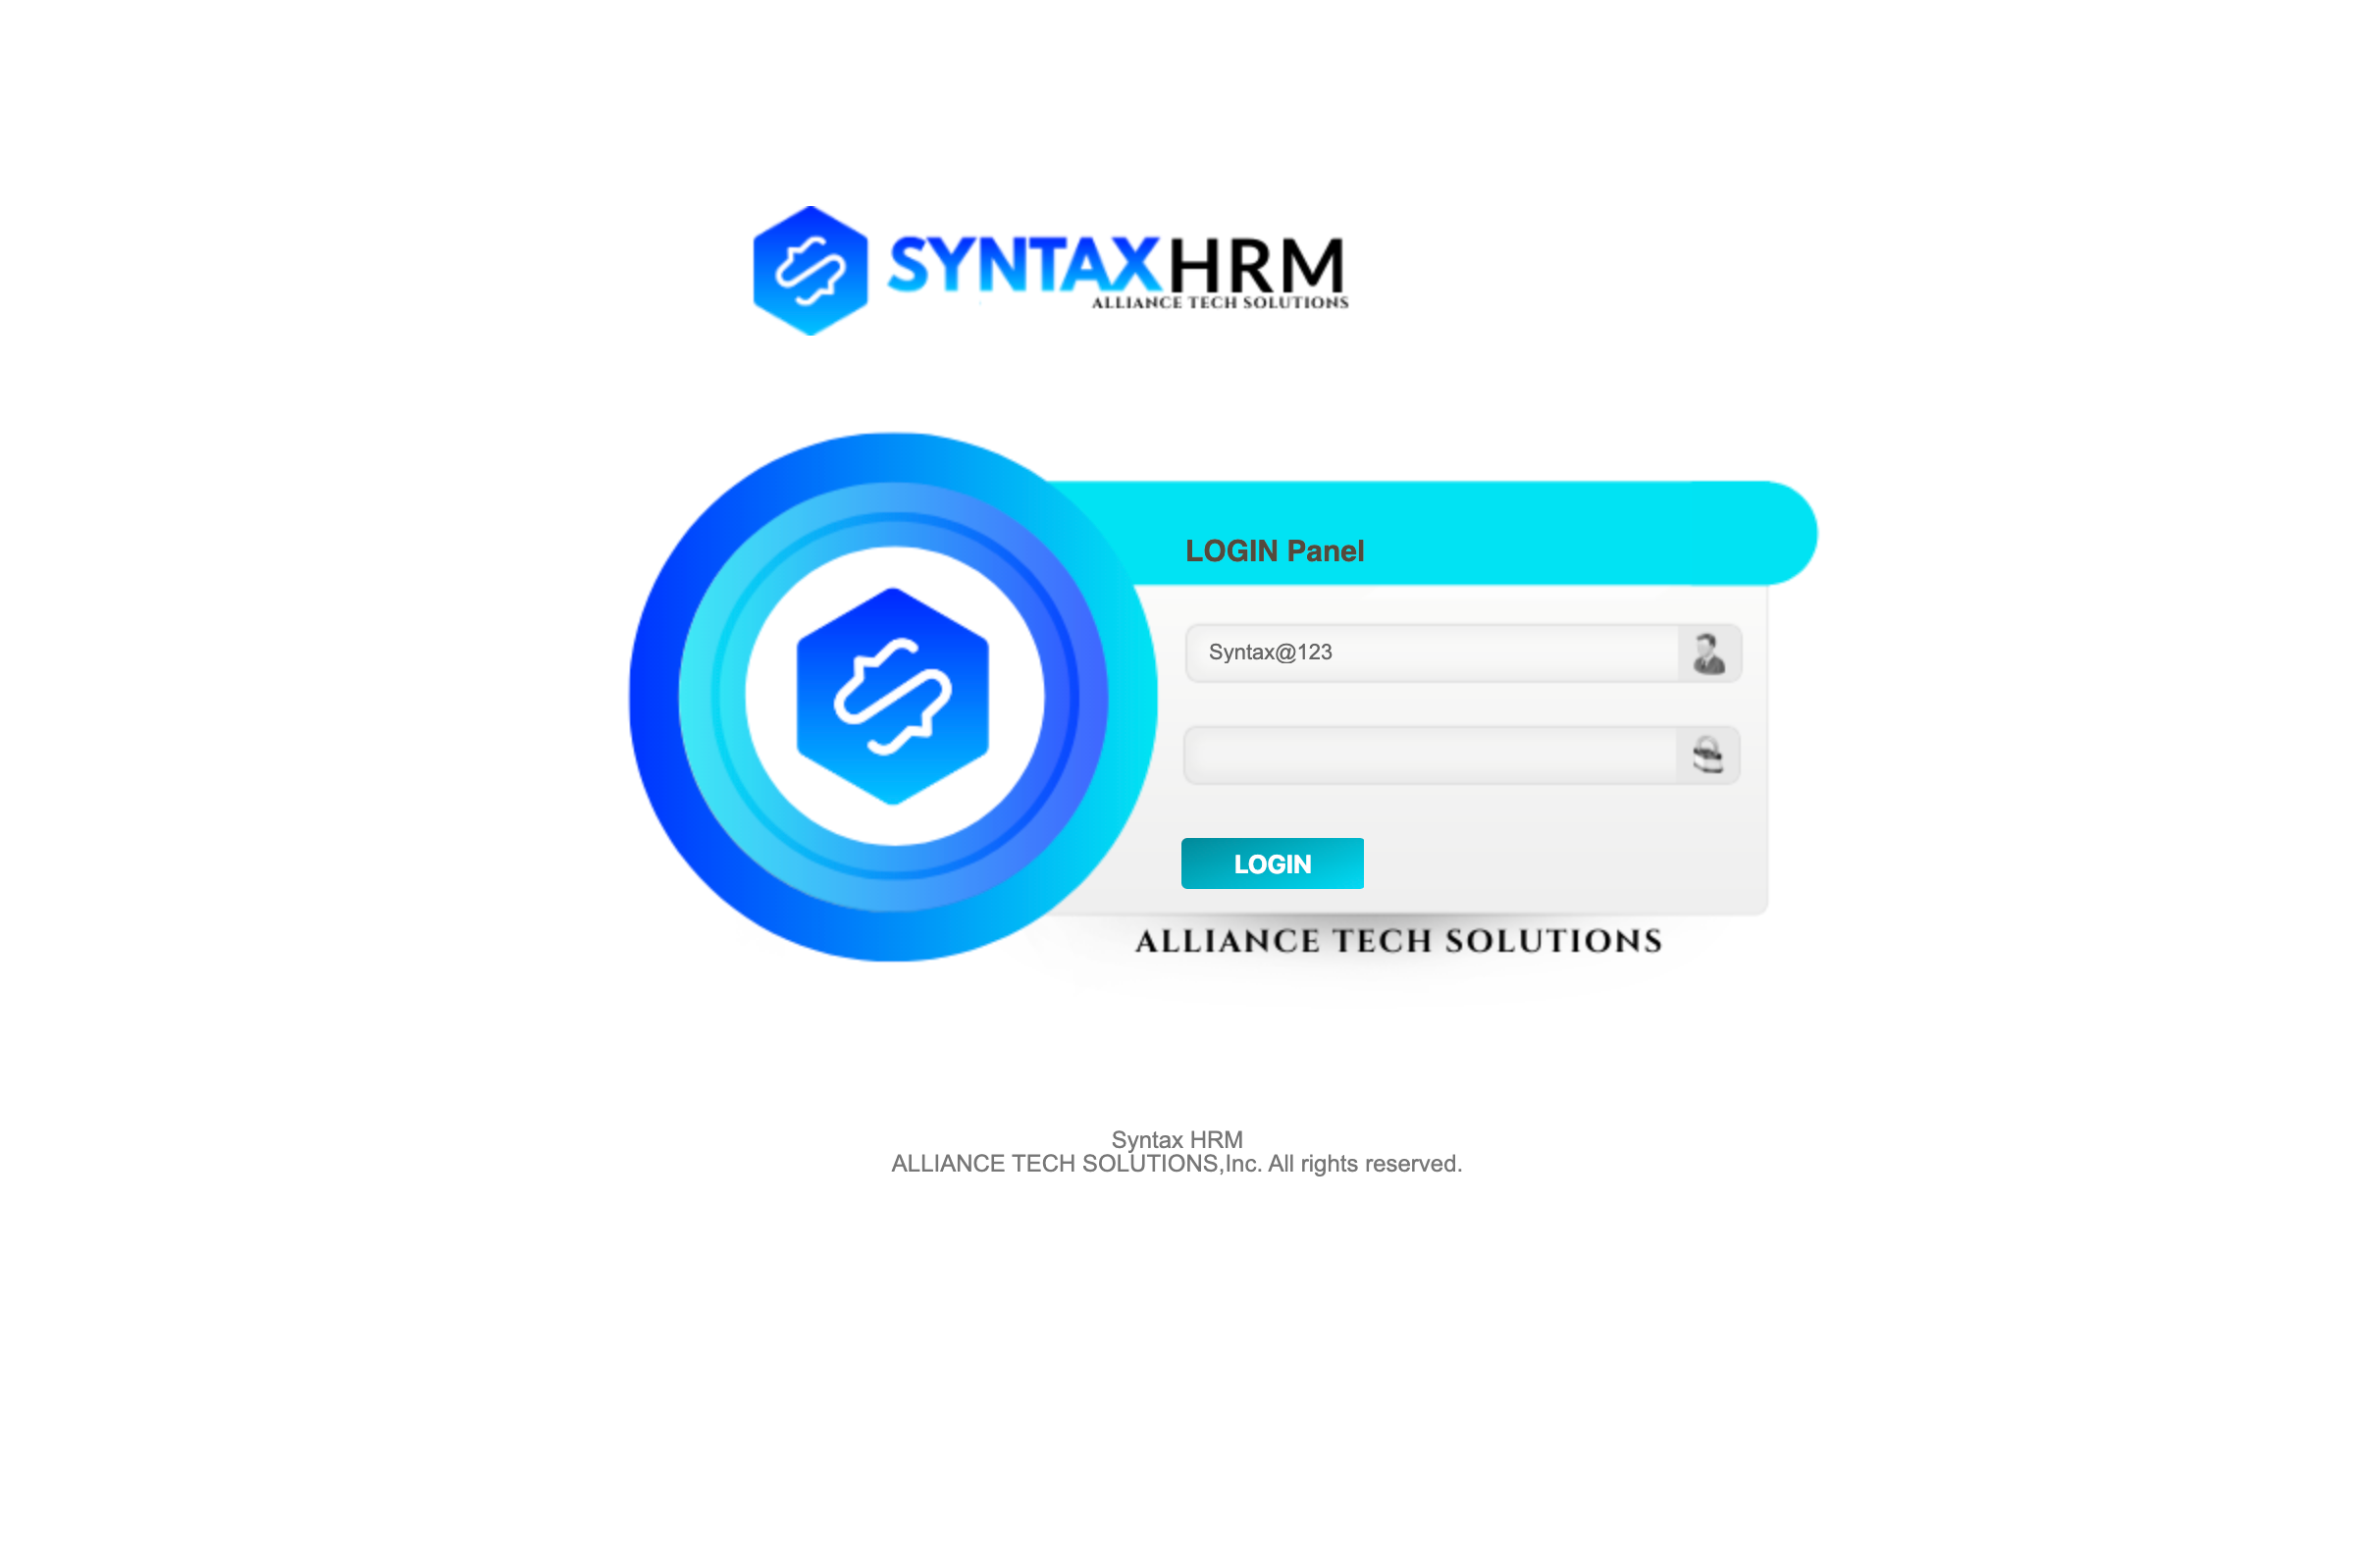 SYNTAXHRM
ALLIANCE TECH SOLUTIONS
LOGIN Panel
Syntax@123
LOGIN
ALLIANCE TECH SOLUTIONS
Syntax HRM
ALLIANCE TECH SOLUTIONS,Inc. All rights reserved.